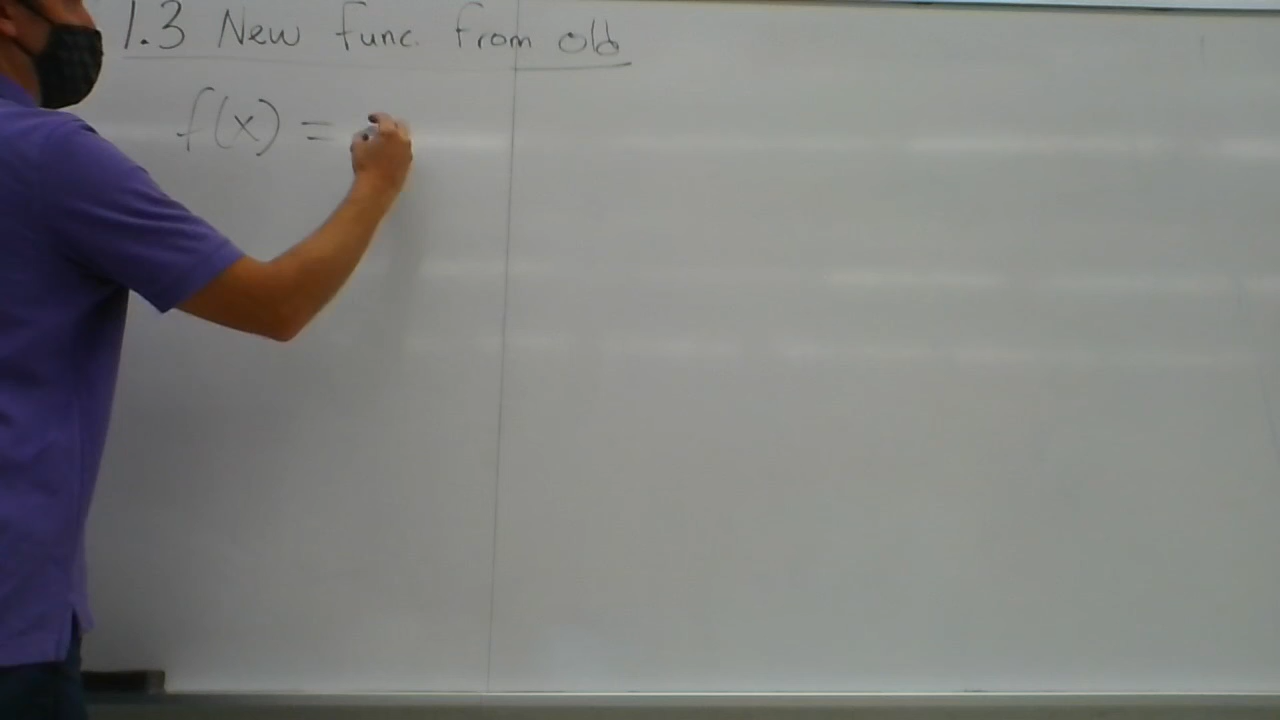 1.3 New func. from old
f(x) =